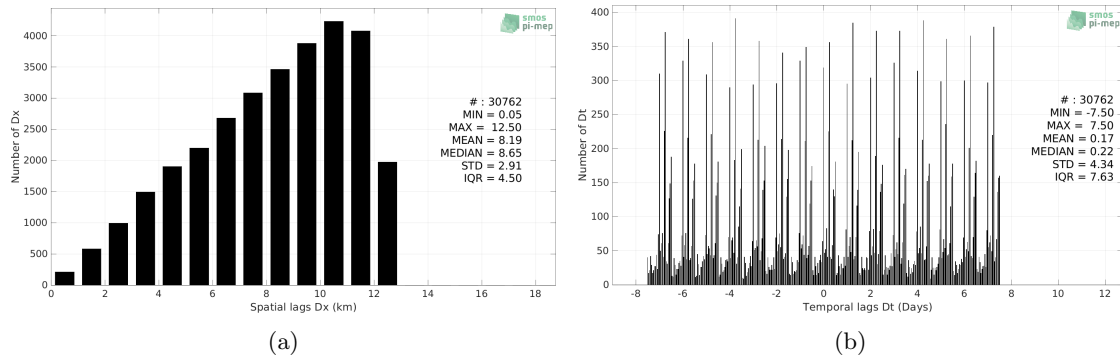 smos
pi-mep
4000
3500
3000
2500
2000
1500
1000
500
0
Number of Dx
# : 30762
MIN = 0.05
MAX = 12.50
MEAN = 8.19
MEDIAN = 8.65
STD = 2.91
IQR = 4.50
0 2 4 6 8 10 12 14 16 18
Spatial lags Dx (km)
(a)
smos
pi-mep
400
350
300
250
200
150
100
50
0
Number of Dt
# : 30762
MIN = -7.50
MAX = 7.50
MEAN = 0.17
MEDIAN = 0.22
STD = 4.34
IQR = 7.63
-8 -6 -4 -2 0 2 4 6 8 10 12
Temporal lags Dt (Days)
(b)